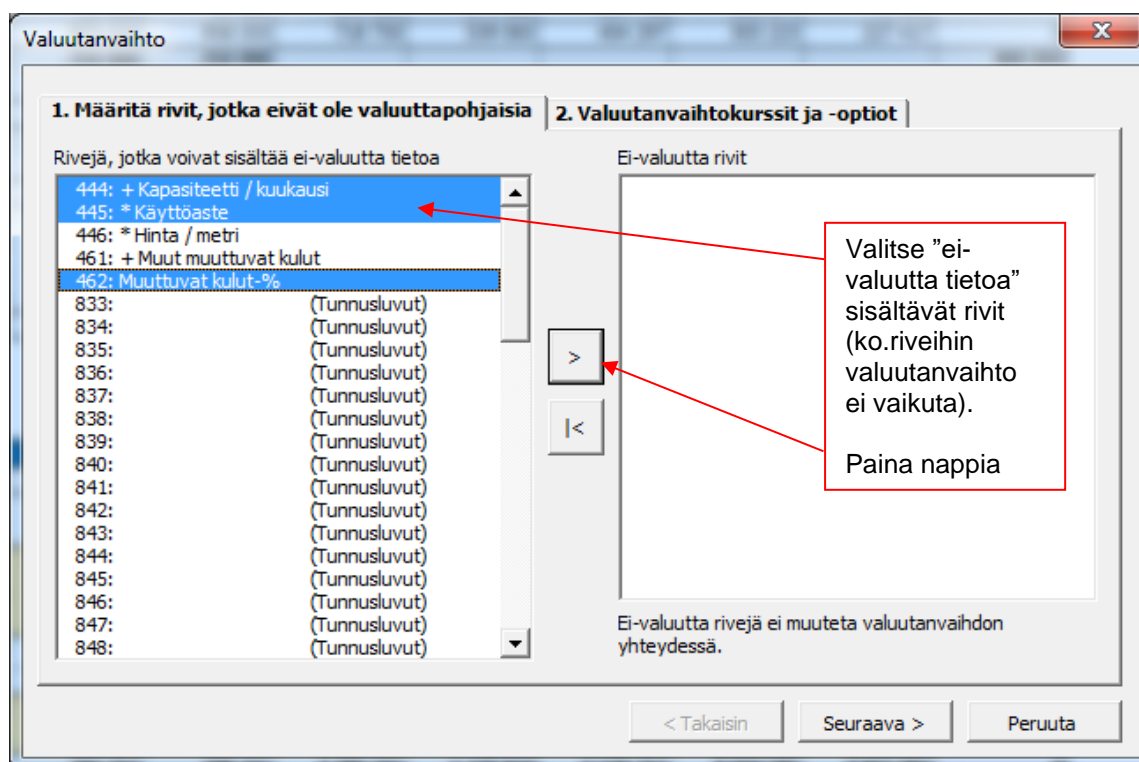 Valuutanvaihto
x
1. Määritä rivit, jotka eivät ole valuuttapohjaisia
2. Valuutanvaihtokurssit ja -optiot
Rivejä, jotka voivat sisältää ei-valuutta tietoa
444: + Kapasiteetti / kuukausi
445: * Käyttöaste
446: * Hinta / metri
461: + Muut muuttuvat kulut
462: Muuttuvat kulut-%
833: (Tunnusluvut)
834: (Tunnusluvut)
835: (Tunnusluvut)
836: (Tunnusluvut)
837: (Tunnusluvut)
838: (Tunnusluvut)
839: (Tunnusluvut)
840: (Tunnusluvut)
841: (Tunnusluvut)
842: (Tunnusluvut)
843: (Tunnusluvut)
844: (Tunnusluvut)
845: (Tunnusluvut)
846: (Tunnusluvut)
847: (Tunnusluvut)
848: (Tunnusluvut)
>
|<
Ei-valuutta rivit
Valitse ”ei-
valuutta tietoa”
sisältävät rivit
(ko.riveihin
valuutanvaihto
ei vaikuta).
Paina nappia
Ei-valuutta rivejä ei muuteta valuutanvaihdon
yhteydessä.
< Takaisin
Seuraava >
Peruuta